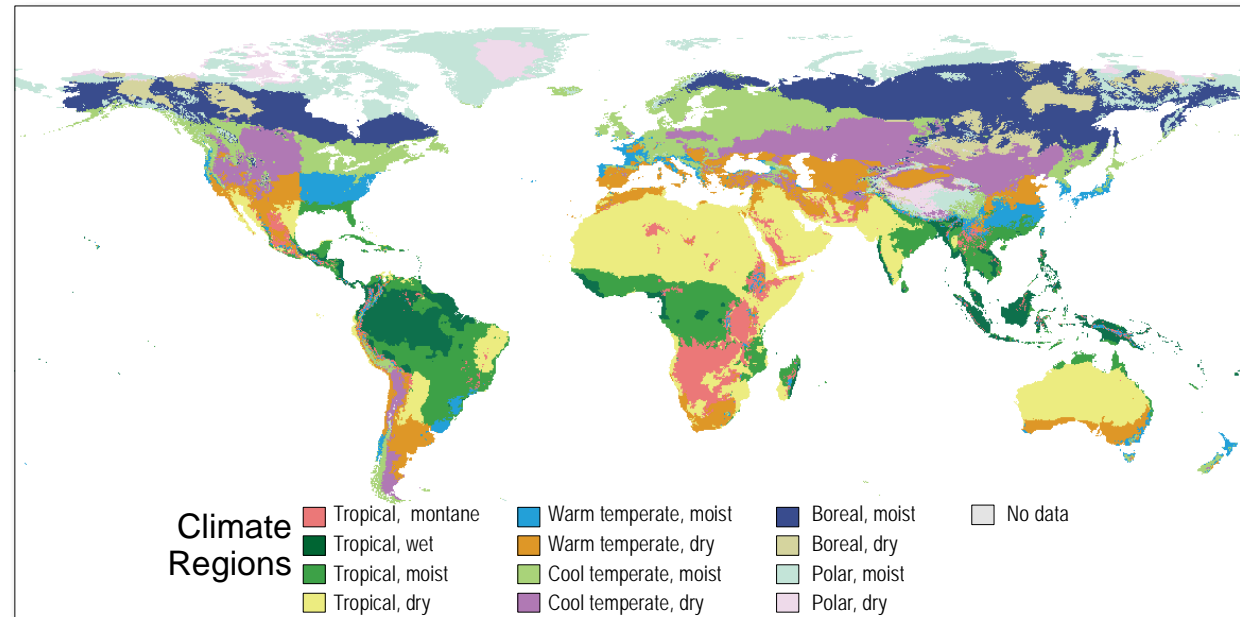 Climate
Regions
Tropical, montane
Tropical, wet
Tropical, moist
Tropical, dry
Warm temperate, moist
Warm temperate, dry
Cool temperate, moist
Cool temperate, dry
Boreal, moist
Boreal, dry
Polar, moist
Polar, dry
No data